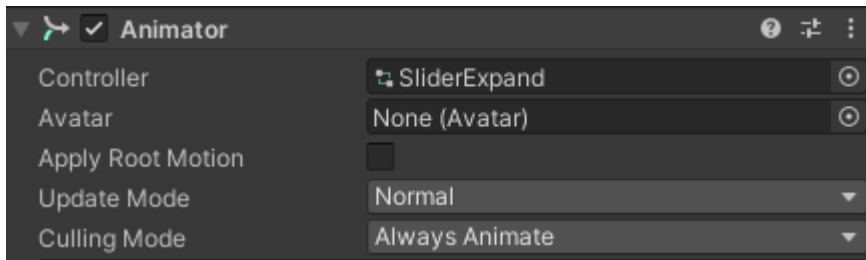 Animator
Controller SliderExpand
Avatar None (Avatar)
Apply Root Motion
Update Mode Normal
Culling Mode Always Animate